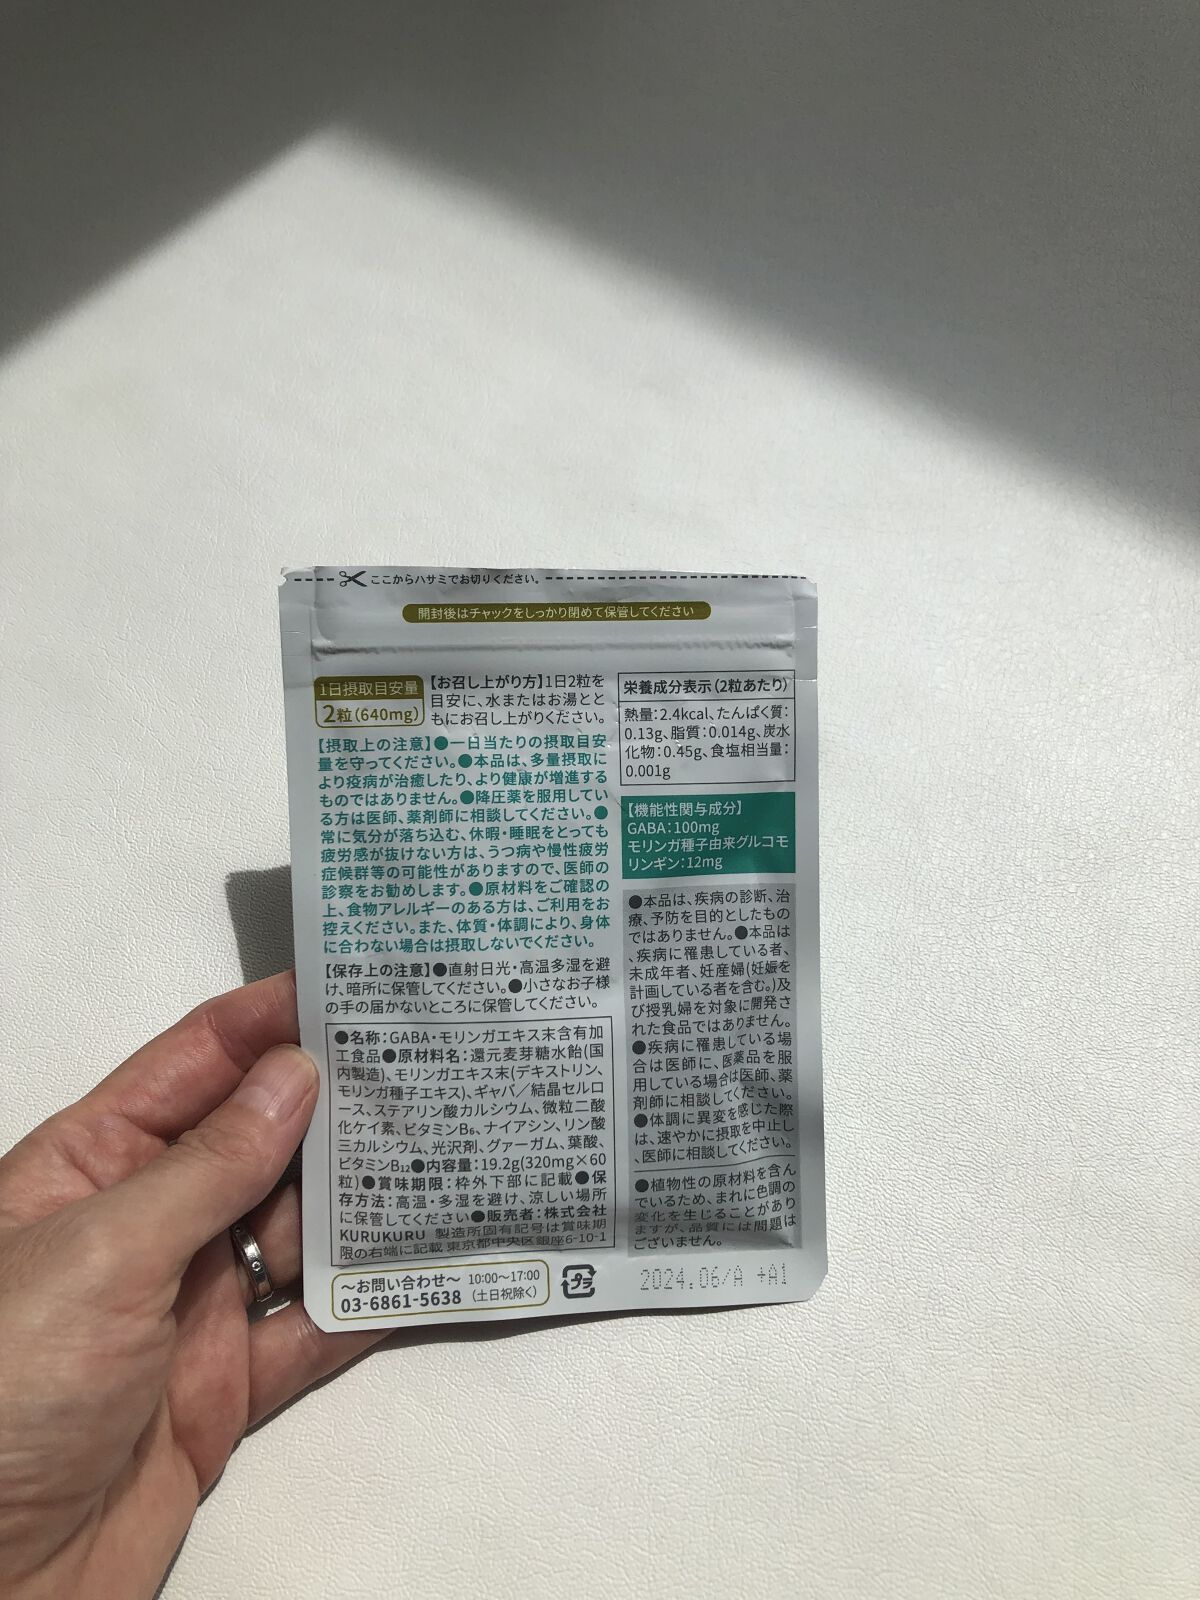 ここからハサミでお切りください。
開封後はチャックをしっかり閉めて保管してください
1日摂取目安量
2粒(640mg)
【お召し上がり方】1日2粒を
目安に、水またはお湯とと
もにお召し上がりください。
【摂取上の注意】●一日当たりの摂取目安
量を守ってください。●本品は、多量摂取に
より疾病が治癒したり、より健康が増進する
ものではありません。●降圧薬を服用してい
る方は医師、薬剤師に相談してください。●
常に気分が落ち込む、休暇・睡眠をとっても
疲労感が抜けない方は、うつ病や慢性疲労
症候群等の可能性がありますので、医師の
診察をお勧めします。●原材料をご確認の
上、食物アレルギーのある方は、ご利用をお
控えください。また、体質・体調により、身体
に合わない場合は摂取しないでください。
【保存上の注意】●直射日光・高温多湿を避
け、暗所に保管してください。●小さなお子様
の手の届かないところに保管してください。
●名称:GABA・モリンガエキス末含有加
工食品●原材料名:還元麦芽糖水飴(国
内製造)、モリンガエキス末(デキストリン、
モリンガ種子エキス)、ギャバ/結晶セルロ
ース、ステアリン酸カルシウム、微粒二酸
化ケイ素、ビタミンB₆、ナイアシン、リン酸
三カルシウム、光沢剤、グァーガム、葉酸、
ビタミンB₁₂●内容量:19.2g(320mg×60
粒)●賞味期限:枠外下部に記載●保
存方法:高温・多湿を避け、涼しい場所
に保管してください●販売者:株式会社
KURUKURU 製造所固有記号は賞味期
限の右端に記載 東京都中央区銀座6-10-1
～お問い合わせ～
03-6861-5638
10:00～17:00
(土日祝除く)
プラ
栄養成分表示(2粒あたり)
熱量:2.4kcal、たんぱく質:
0.13g、脂質:0.014g、炭水
化物:0.45g、食塩相当量:
0.001g
【機能性関与成分】
GABA:100mg
モリンガ種子由来グルコモ
リンギン:12mg
●本品は、疾病の診断、治
療、予防を目的としたもの
ではありません。●本品は
、疾病に罹患している者、
未成年者、妊産婦(妊娠を
計画している者を含む。)及
び授乳婦を対象に開発さ
れた食品ではありません。
●疾病に罹患している場
合は医師に、医薬品を服
用している場合は医師、薬
剤師に相談してください。
●体調に異変を感じた際
は、速やかに摂取を中止し
、医師に相談してください。
●植物性の原材料を含ん
でいるため、まれに色調の
変化を生じることがあり
ますが、品質には問題は
ございません。
2024.06/A +A1